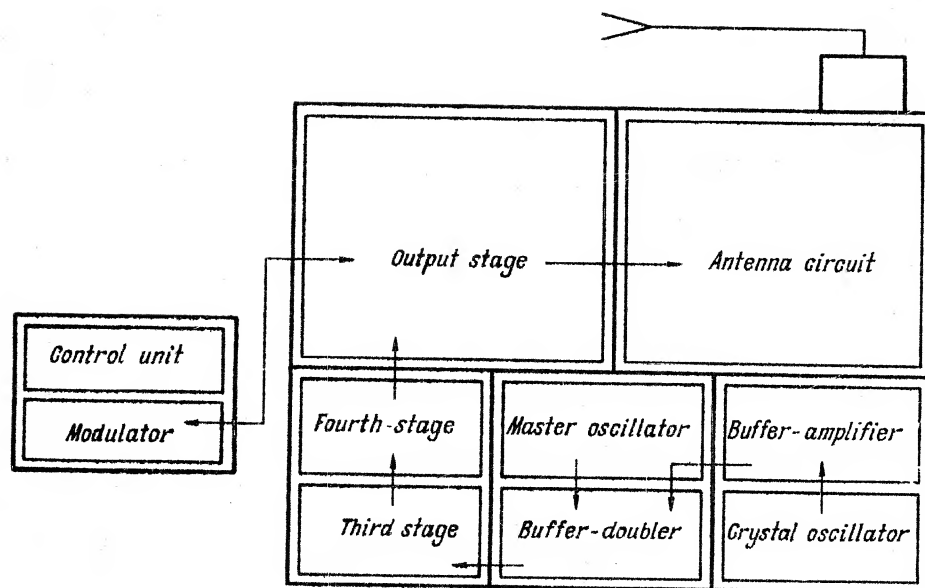 Output stage
Antenna circuit
Control unit
Modulator
Fourth-stage
Master oscillator
Buffer-amplifier
Third stage
Buffer-doubler
Crystal oscillator